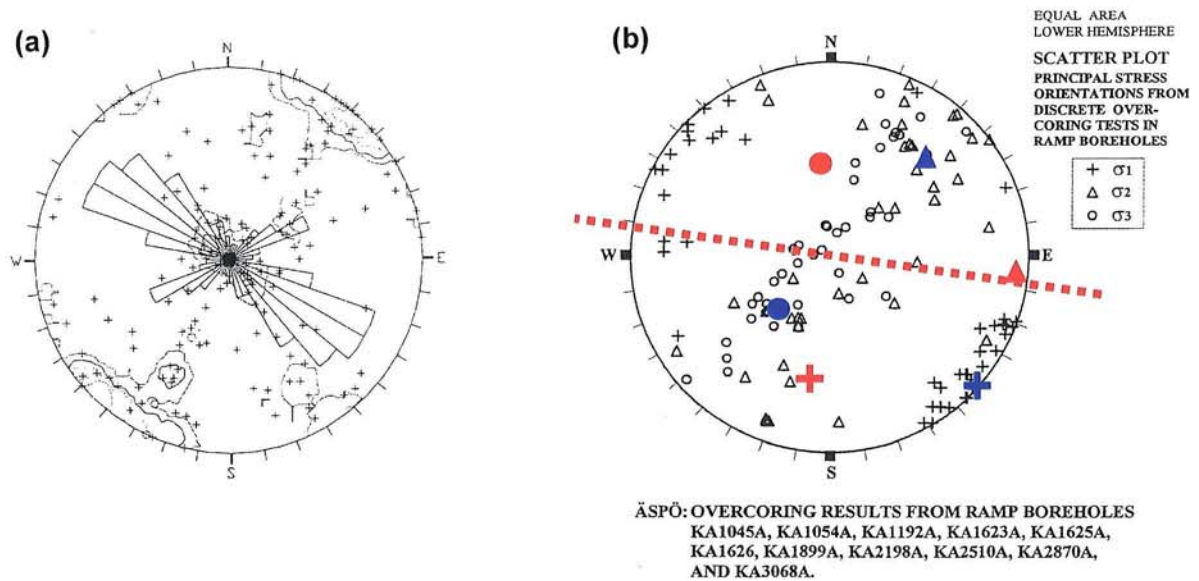 (a)
N
W
E
S
(b)
N
W
E
S
EQUAL AREA
LOWER HEMISPHERE
SCATTER PLOT
PRINCIPAL STRESS
ORIENTATIONS FROM
DISCRETE OVER-
CORING TESTS IN
RAMP BOREHOLES
+ σ1
△ σ2
○ σ3
ÄSPÖ: OVERCORING RESULTS FROM RAMP BOREHOLES
KA1045A, KA1054A, KA1192A, KA1623A, KA1625A,
KA1626, KA1899A, KA2198A, KA2510A, KA2870A,
AND KA3068A.